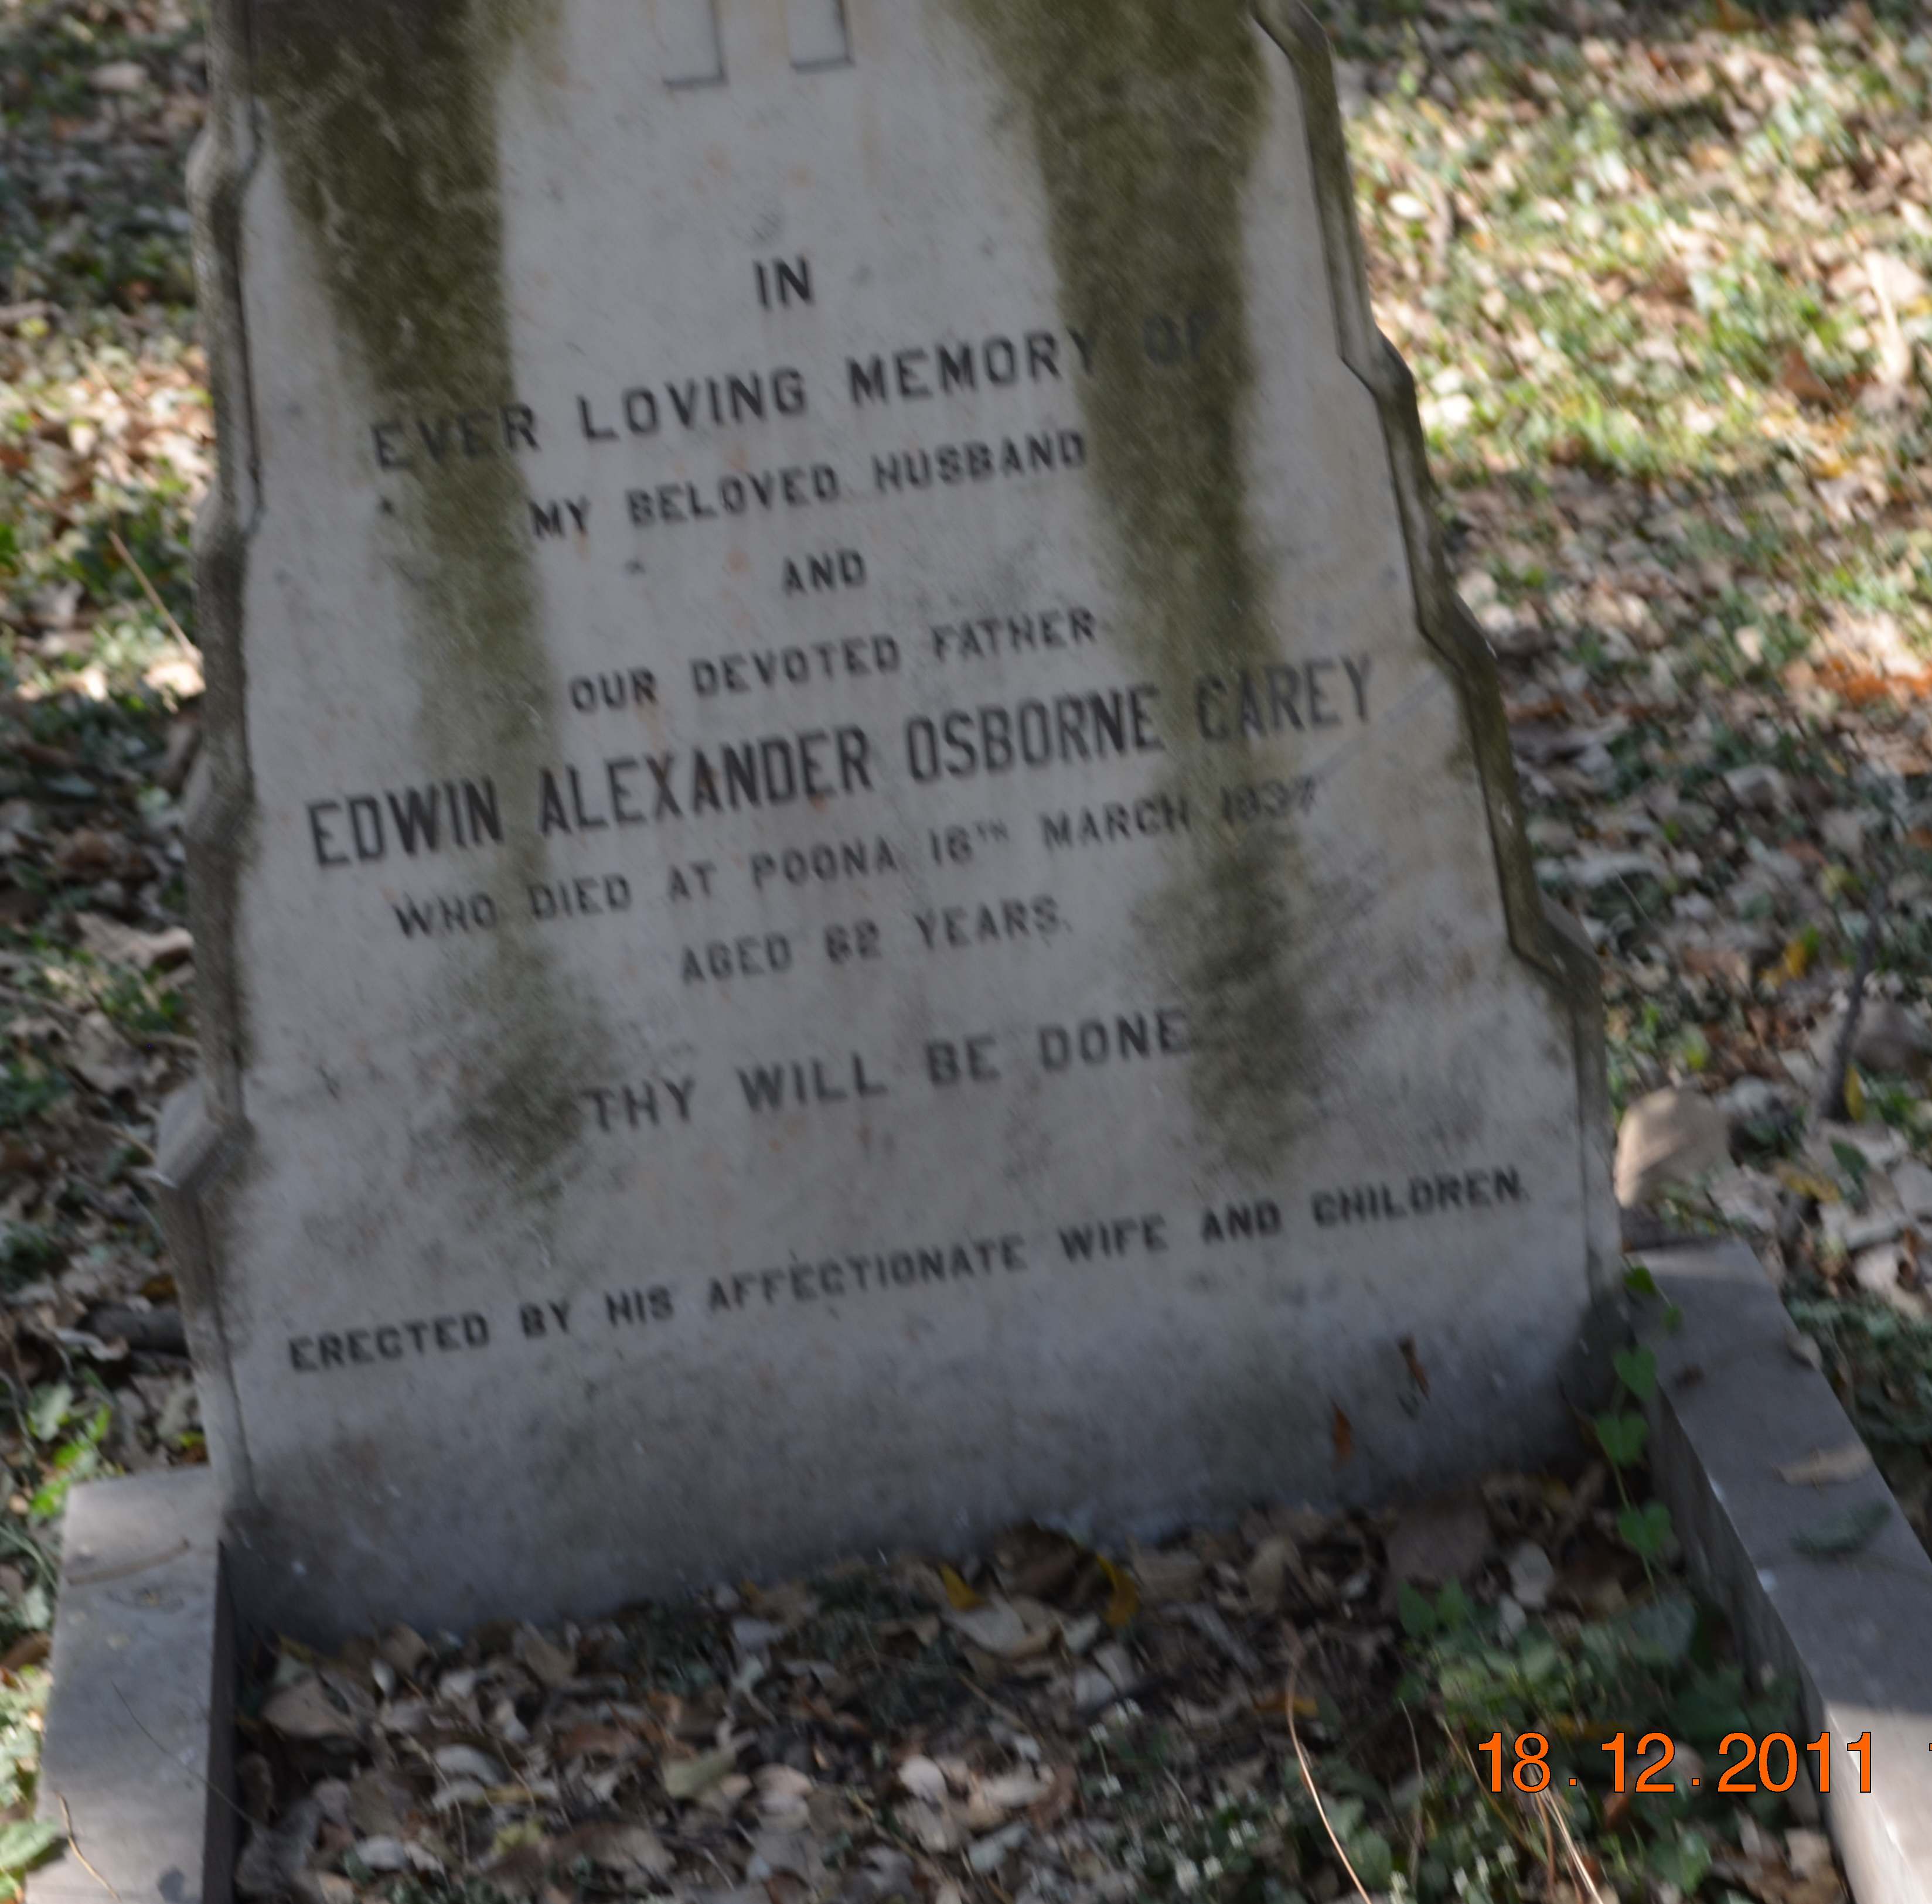 IN
EVER LOVING MEMORY OF
MY BELOVED HUSBAND
AND
OUR DEVOTED FATHER
EDWIN ALEXANDER OSBORNE CAREY
WHO DIED AT POONA 16TH MARCH 1937
AGED 62 YEARS.
THY WILL BE DONE
ERECTED BY HIS AFFECTIONATE WIFE AND CHILDREN.
18.12.2011